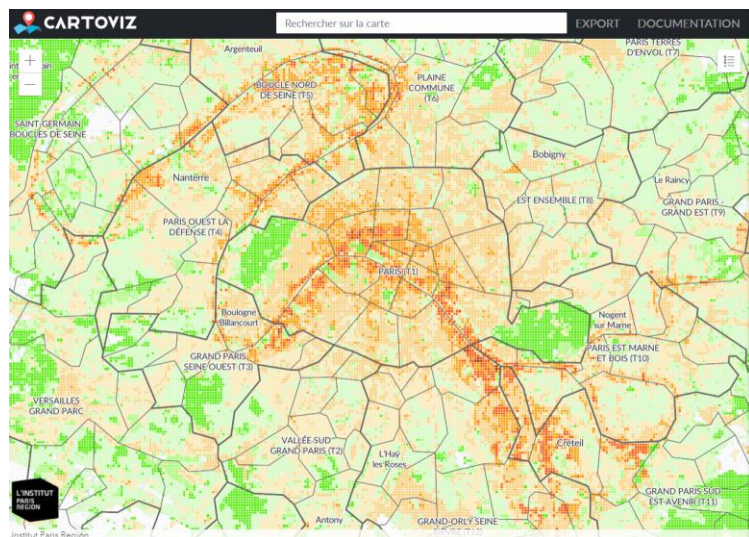 CARTOVIZ
Rechercher sur la carte
EXPORT
DOCUMENTATION
Argenteuil
PARIS TERRES
D'ENVOL (T7)
BOUCLE NORD
DE SEINE (T5)
PLAINE
COMMUNE
(T6)
SAINT GERMAIN
BOUCLES DE SEINE
Bobigny
Nanterre
Le Raincy
EST ENSEMBLE (T8)
GRAND PARIS -
GRAND EST (T9)
PARIS OUEST LA
DÉFENSE (T4)
PARIS (T1)
Boulogne
Billancourt
Nogent
sur Marne
GRAND PARIS
SEINE OUEST (T3)
PARIS EST MARNE
ET BOIS (T10)
VERSAILLES
GRAND PARC
VALLÉE SUD
GRAND PARIS (T2)
Créteil
L'Haÿ
les Roses
L'INSTITUT
PARIS
REGION
GRAND PARIS SUD
EST AVENIR (T11)
Antony
GRAND-ORLY SEINE
Institut Paris Region